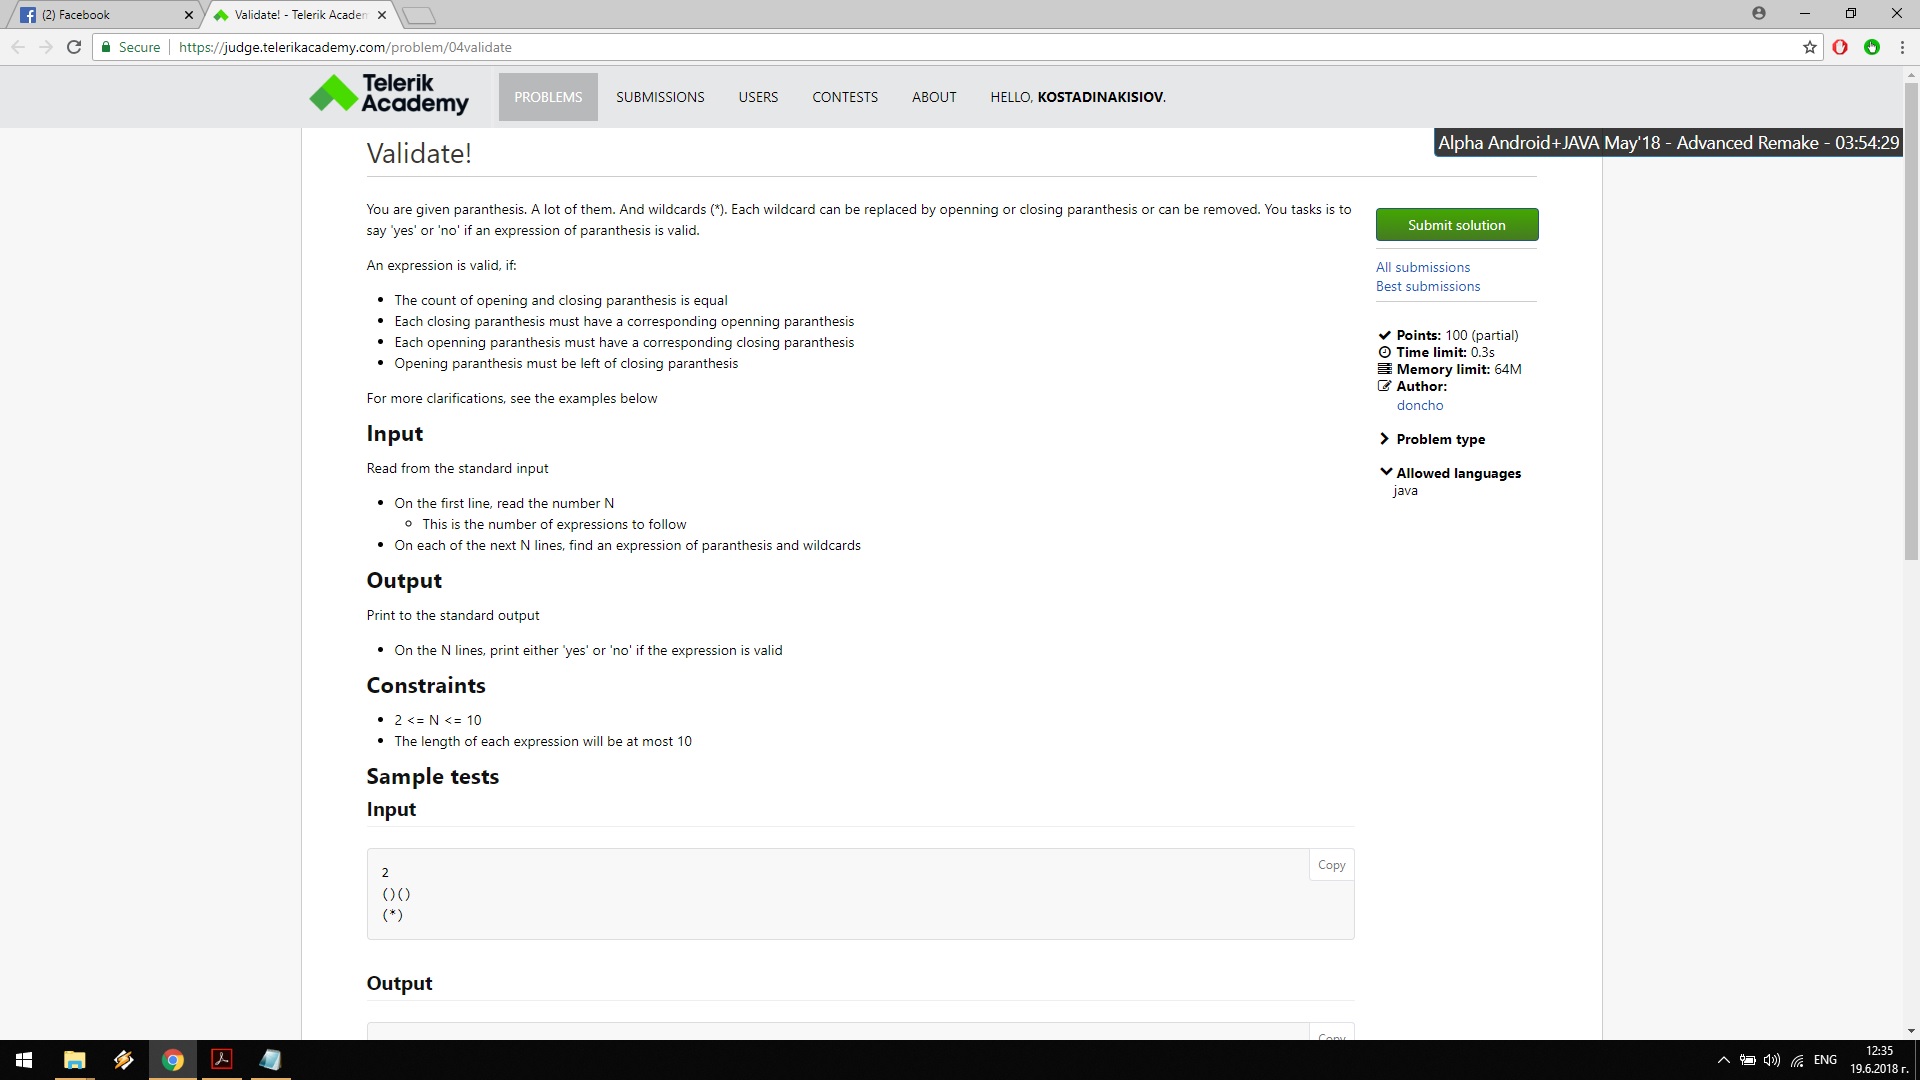 (2) Facebook
Validate! - Telerik Academ
Secure
https://judge.telerikacademy.com/problem/04validate
Telerik
Academy
PROBLEMS
SUBMISSIONS
USERS
CONTESTS
ABOUT
HELLO, KOSTADINAKISIOV.
Alpha Android+JAVA May'18 - Advanced Remake - 03:54:29
Validate!
You are given paranthesis. A lot of them. And wildcards (*). Each wildcard can be replaced by openning or closing paranthesis or can be removed. You tasks is to
say 'yes' or 'no' if an expression of paranthesis is valid.
An expression is valid, if:
The count of opening and closing paranthesis is equal
Each closing paranthesis must have a corresponding openning paranthesis
Each openning paranthesis must have a corresponding closing paranthesis
Opening paranthesis must be left of closing paranthesis
For more clarifications, see the examples below
Input
Read from the standard input
On the first line, read the number N
This is the number of expressions to follow
On each of the next N lines, find an expression of paranthesis and wildcards
Output
Print to the standard output
On the N lines, print either 'yes' or 'no' if the expression is valid
Constraints
2 <= N <= 10
The length of each expression will be at most 10
Sample tests
Input
Copy
2
()()
(*)
Output
Copy
Submit solution
All submissions
Best submissions
Points: 100 (partial)
Time limit: 0.3s
Memory limit: 64M
Author:
doncho
Problem type
Allowed languages
java
ENG
12:35
19.6.2018 г.